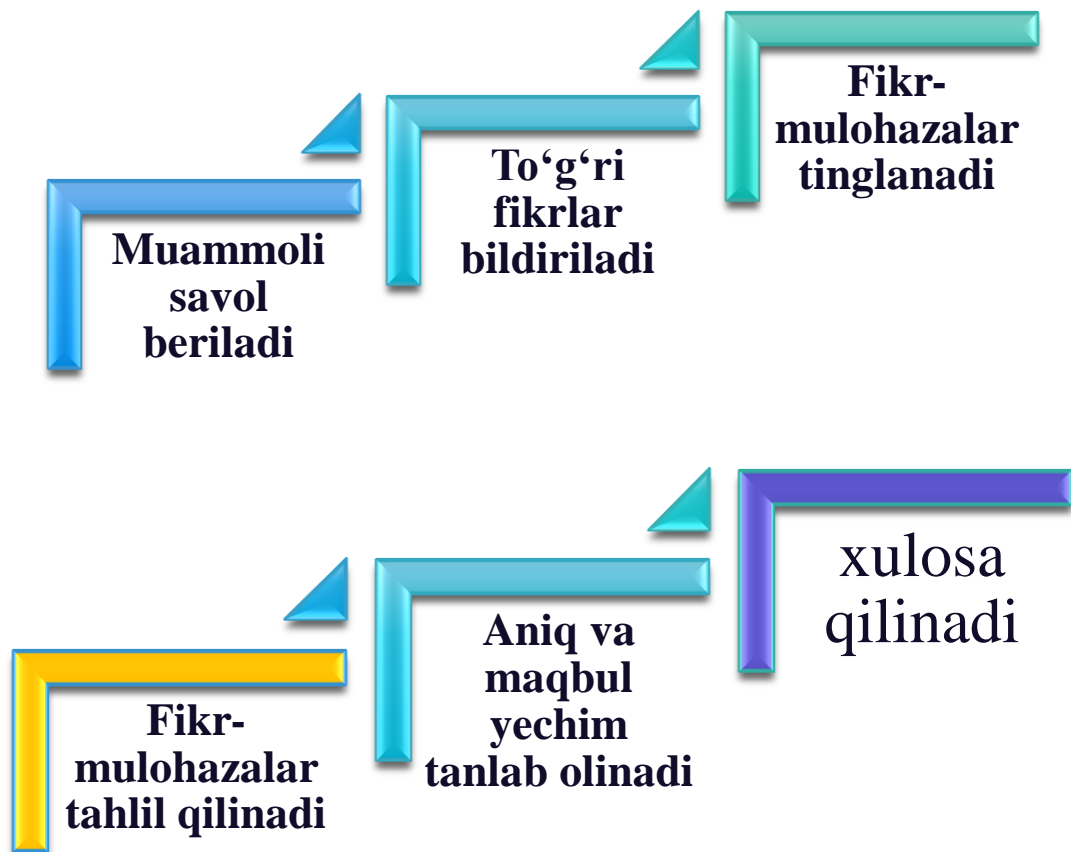 Muammoli
savol
beriladi
To‘g‘ri
fikrlar
bildiriladi
Fikr-
mulohazalar
tinglanadi
Fikr-
mulohazalar
tahlil qilinadi
Aniq va
maqbul
yechim
tanlab olinadi
xulosa
qilinadi